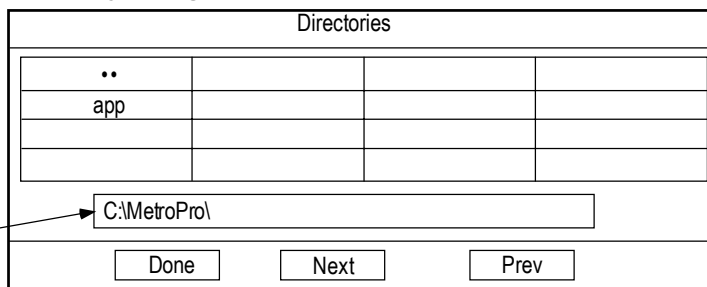 Directories
••
app
C:\MetroPro\
Done Next Prev